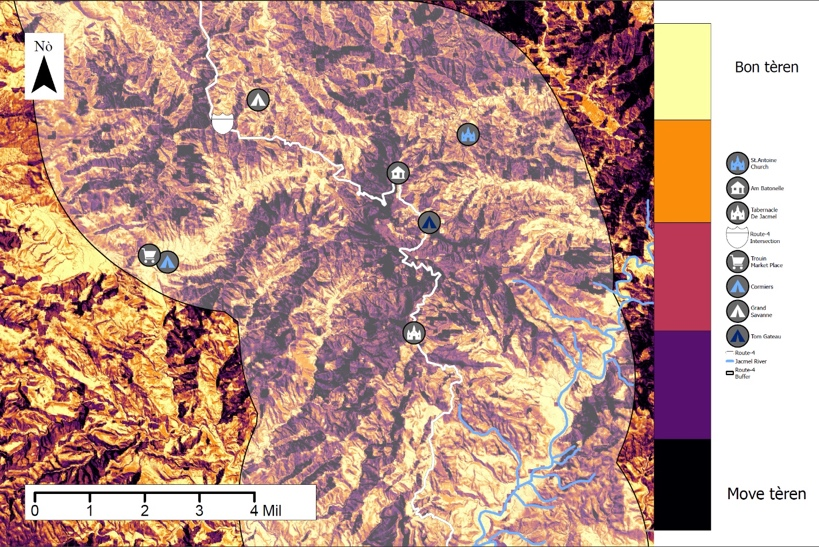 Nò
0 1 2 3 4 Mil
Bon tèren
St.Antoine
Church
Am Batonelle
Tabernacle
De Jacmel
Route-4
Intersection
Trouin
Market Place
Cormiers
Grand
Savanne
Tom Gateau
Route-4
Jacmel River
Route-4
Buffer
Move tèren